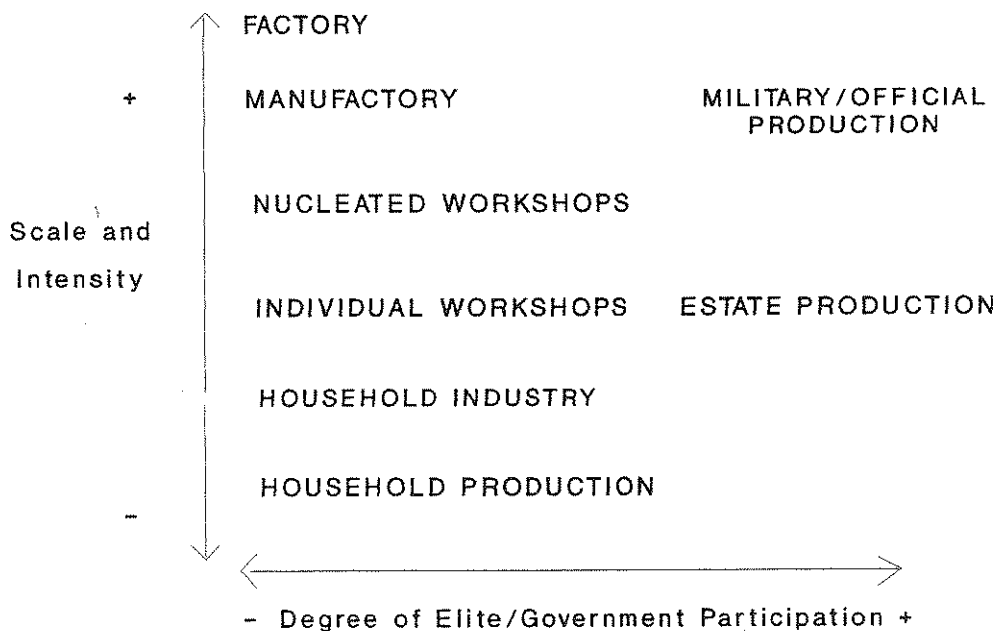 FACTORY
+
MANUFACTORY
MILITARY/OFFICIAL
PRODUCTION
NUCLEATED WORKSHOPS
Scale and
Intensity
INDIVIDUAL WORKSHOPS
ESTATE PRODUCTION
HOUSEHOLD INDUSTRY
HOUSEHOLD PRODUCTION
-
- Degree of Elite/Government Participation +